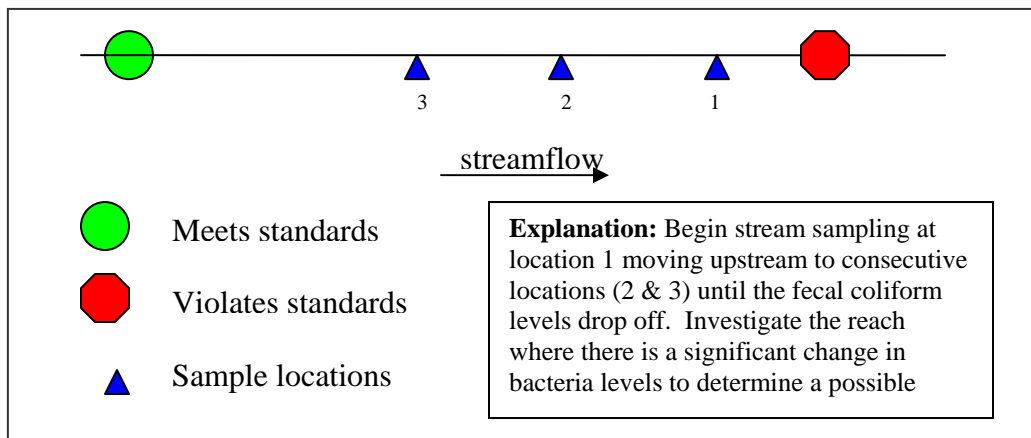 3
2
1
streamflow
Meets standards
Violates standards
Sample locations
Explanation: Begin stream sampling at
location 1 moving upstream to consecutive
locations (2 & 3) until the fecal coliform
levels drop off. Investigate the reach
where there is a significant change in
bacteria levels to determine a possible